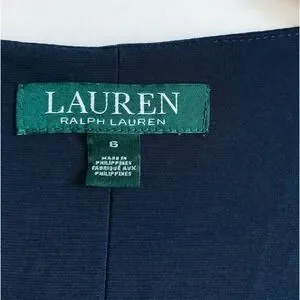 LAUREN
RALPH LAUREN
6
MADE IN
PHILIPPINES
FABRIQUÉ AUX
PHILIPPINES